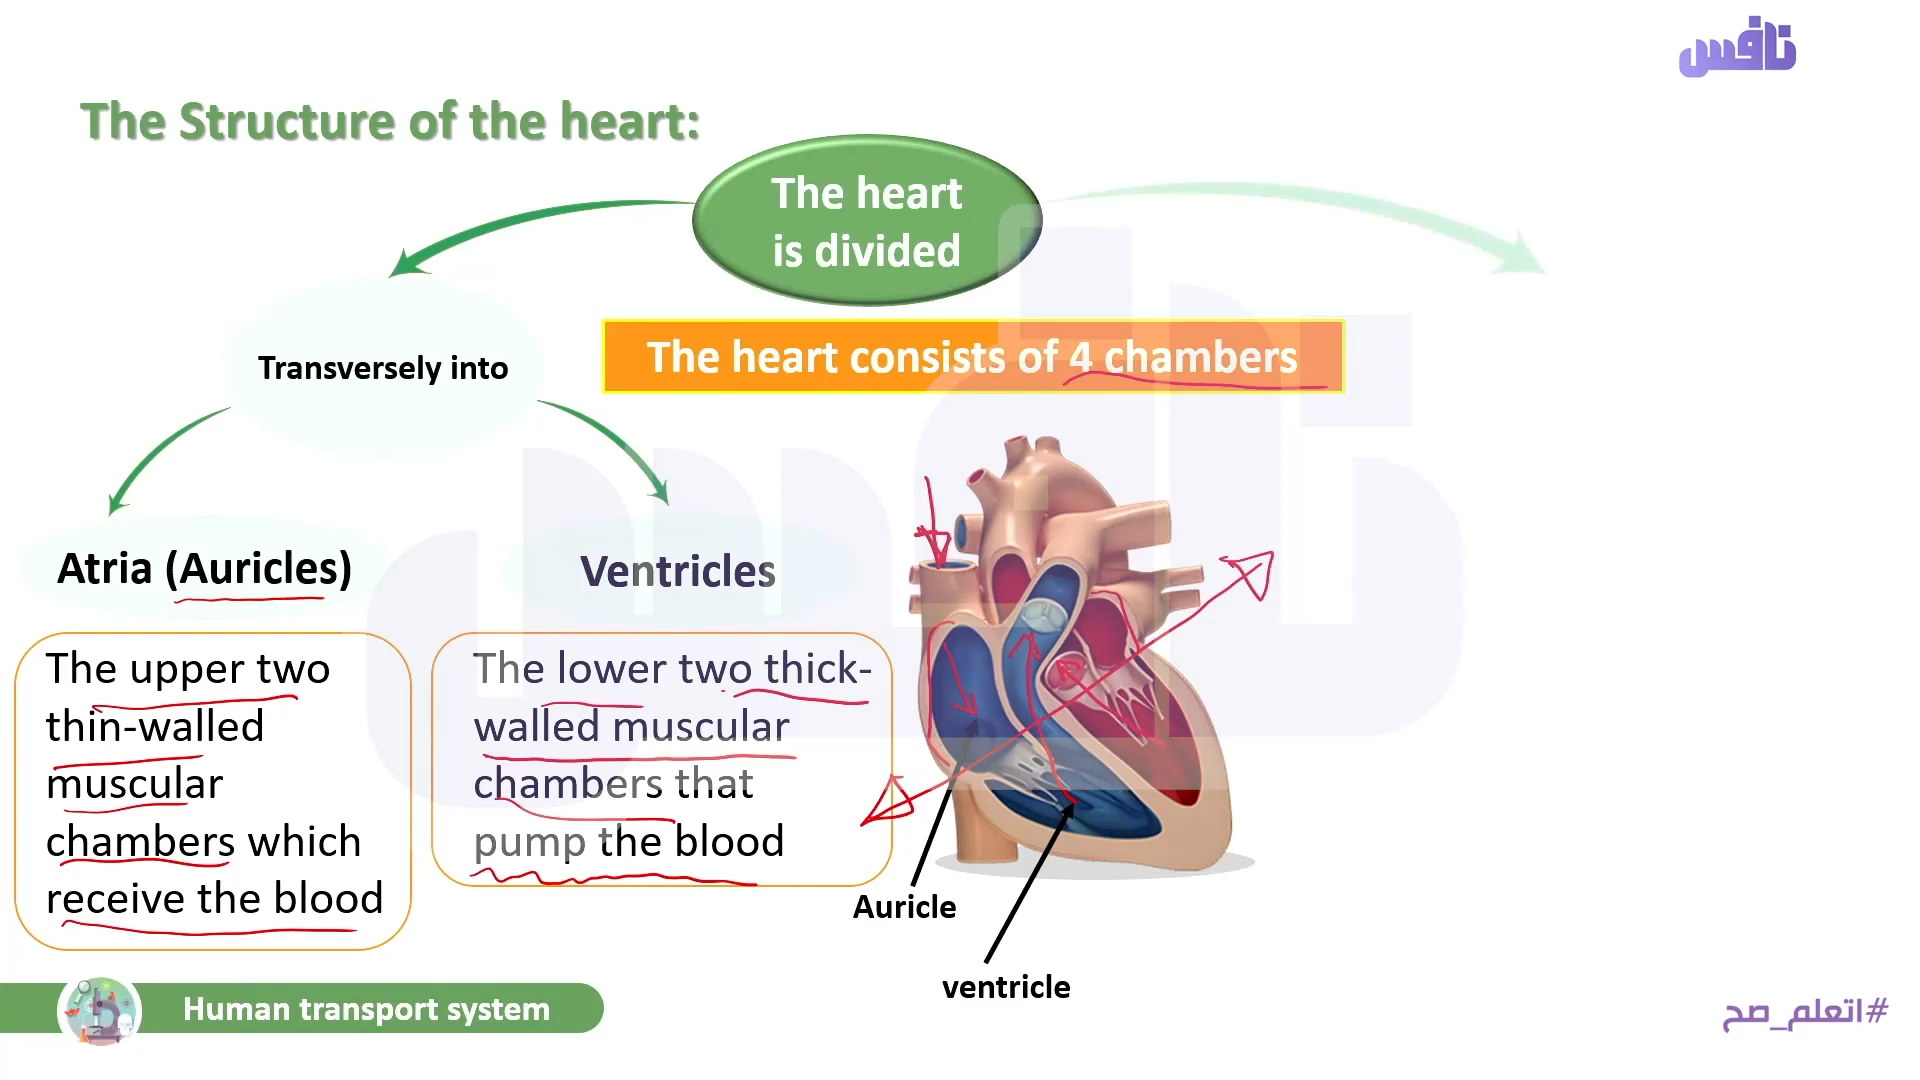 نافس
The Structure of the heart:
The heart
is divided
Transversely into
The heart consists of 4 chambers
Atria (Auricles)
Ventricles
The upper two
thin-walled
muscular
chambers which
receive the blood
The lower two thick-
walled muscular
chambers that
pump the blood
Auricle
ventricle
Human transport system
#اتعلم_صح